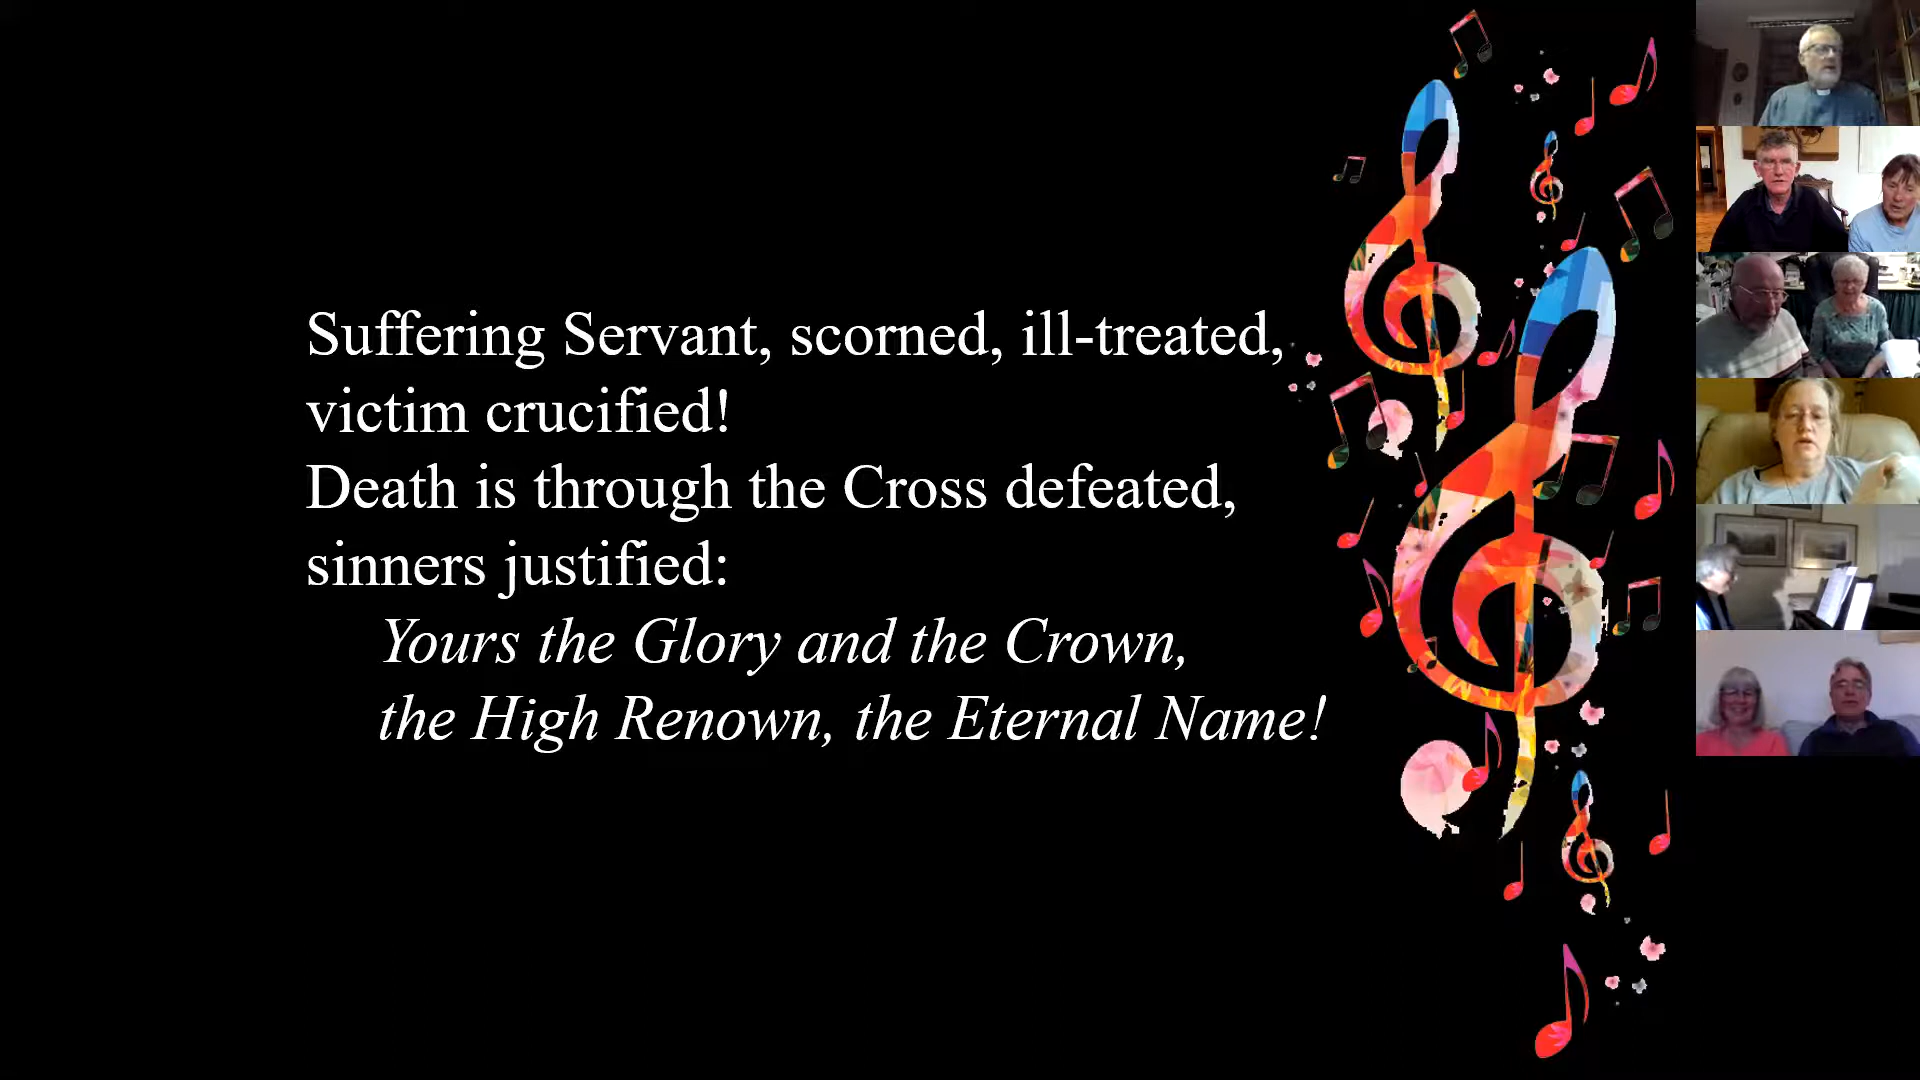 Suffering Servant, scorned, ill-treated,
victim crucified!
Death is through the Cross defeated,
sinners justified:
Yours the Glory and the Crown,
the High Renown, the Eternal Name!